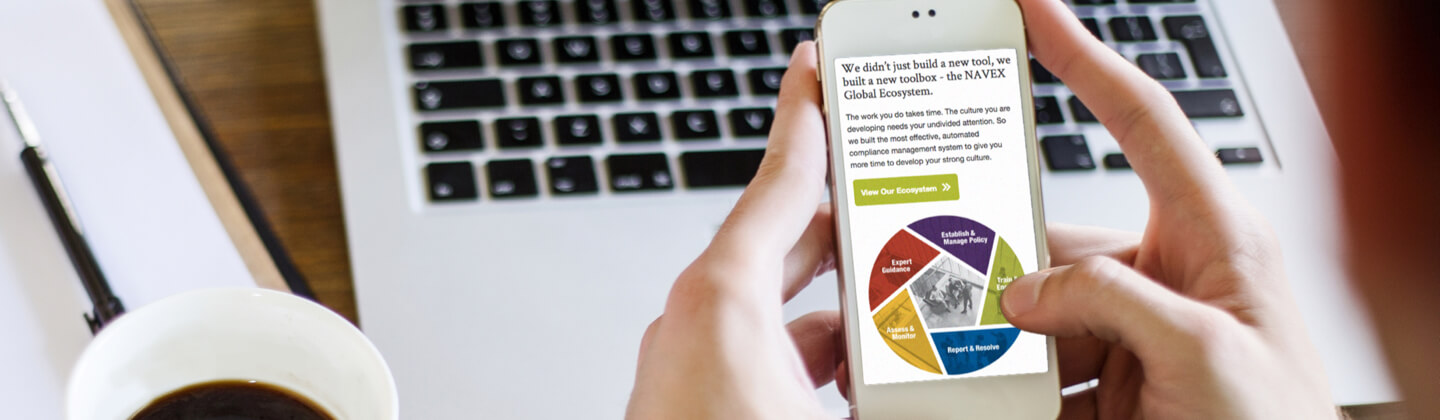 We didn't just build a new tool, we
built a new toolbox - the NAVEX
Global Ecosystem.
The work you do takes time. The culture you are
developing needs your undivided attention. So
we built the most effective, automated
compliance management system to give you
more time to develop your strong culture.
View Our Ecosystem »
Establish &
Manage Policy
Expert
Guidance
Train
Assess &
Monitor
Report & Resolve